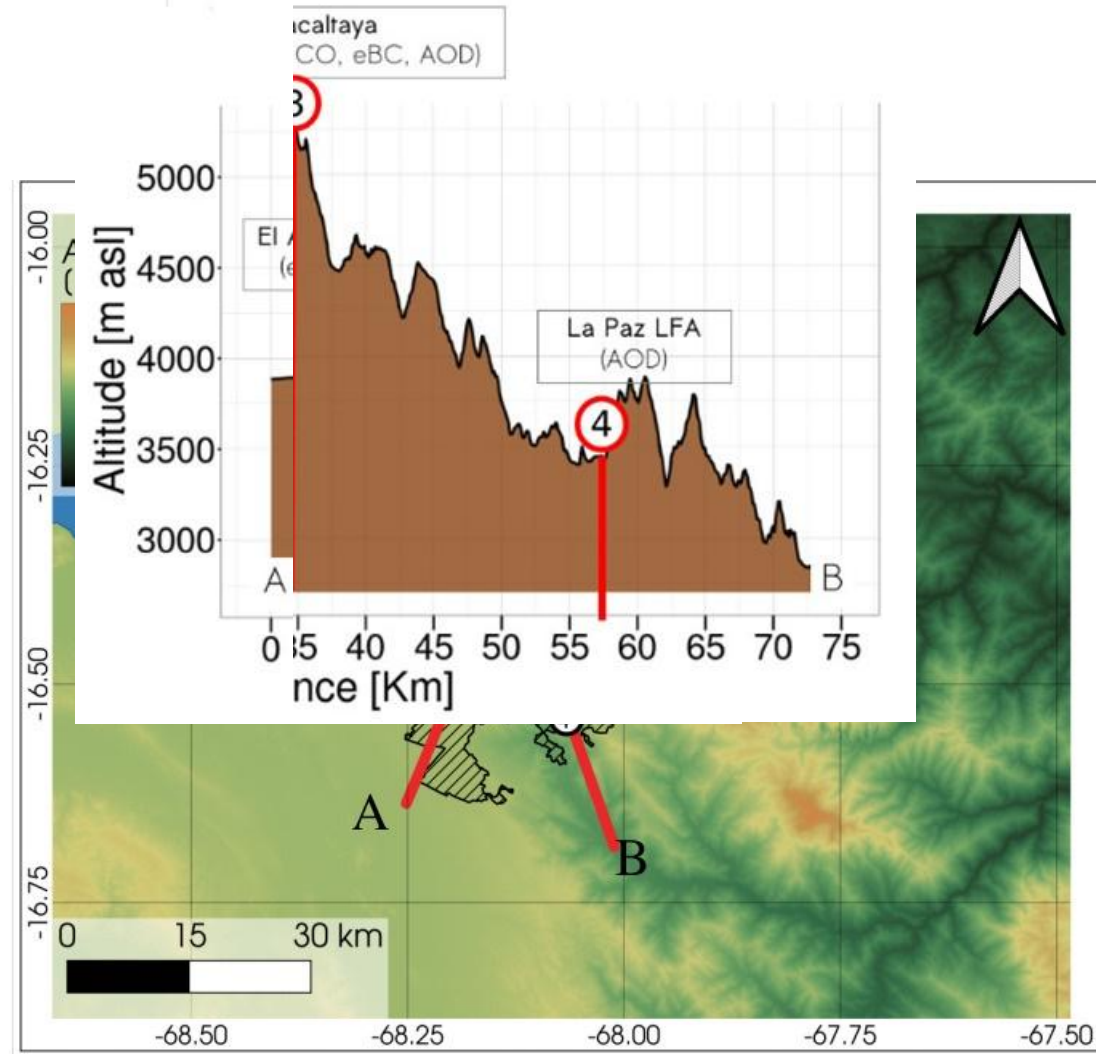 acaltaya
CO, eBC, AOD)
3
5000
4500
4000
3500
3000
Altitude [m asl]
El A
(e
La Paz LFA
(AOD)
4
A
B
0 35 40 45 50 55 60 65 70 75
nce [Km]
A
(
-16.00
-16.25
-16.50
-16.75
A
B
0 15 30 km
-68.50 -68.25 -68.00 -67.75 -67.50